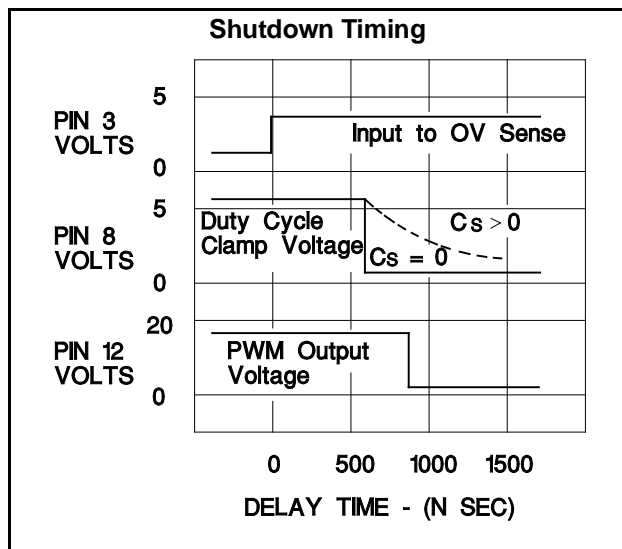 Shutdown Timing
5
PIN 3
VOLTS
0
Input to OV Sense
5
PIN 8
VOLTS
0
Duty Cycle
Clamp Voltage
Cs > 0
Cs = 0
20
PIN 12
VOLTS
0
PWM Output
Voltage
0 500 1000 1500
DELAY TIME - (N SEC)